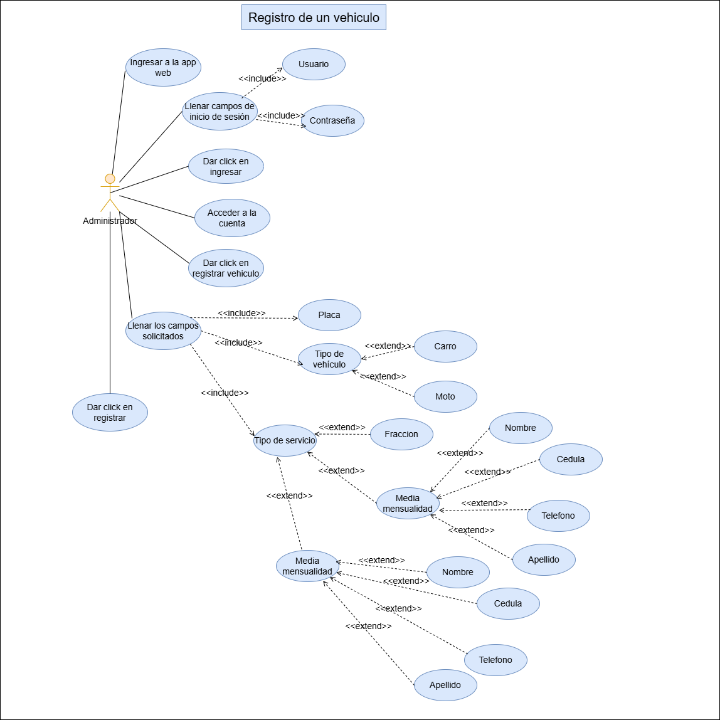 Registro de un vehiculo
Ingresar a la app
web
Usuario
<<include>>
Llenar campos de
inicio de sesión
<<include>>
Contraseña
Dar click en
ingresar
Administrador
Acceder a la
cuenta
Dar click en
registrar vehiculo
<<include>>
Placa
Llenar los campos
solicitados
<<include>>
Tipo de
vehículo
<<extend>>
Carro
<<extend>>
Moto
<<include>>
Dar click en
registrar
Tipo de servicio
<<extend>>
Fraccion
<<extend>>
Nombre
<<extend>>
Cedula
<<extend>>
<<extend>>
Media
mensualidad
<<extend>>
Telefono
<<extend>>
Apellido
<<extend>>
Media
mensualidad
<<extend>>
Nombre
<<extend>>
Cedula
<<extend>>
Telefono
<<extend>>
Apellido